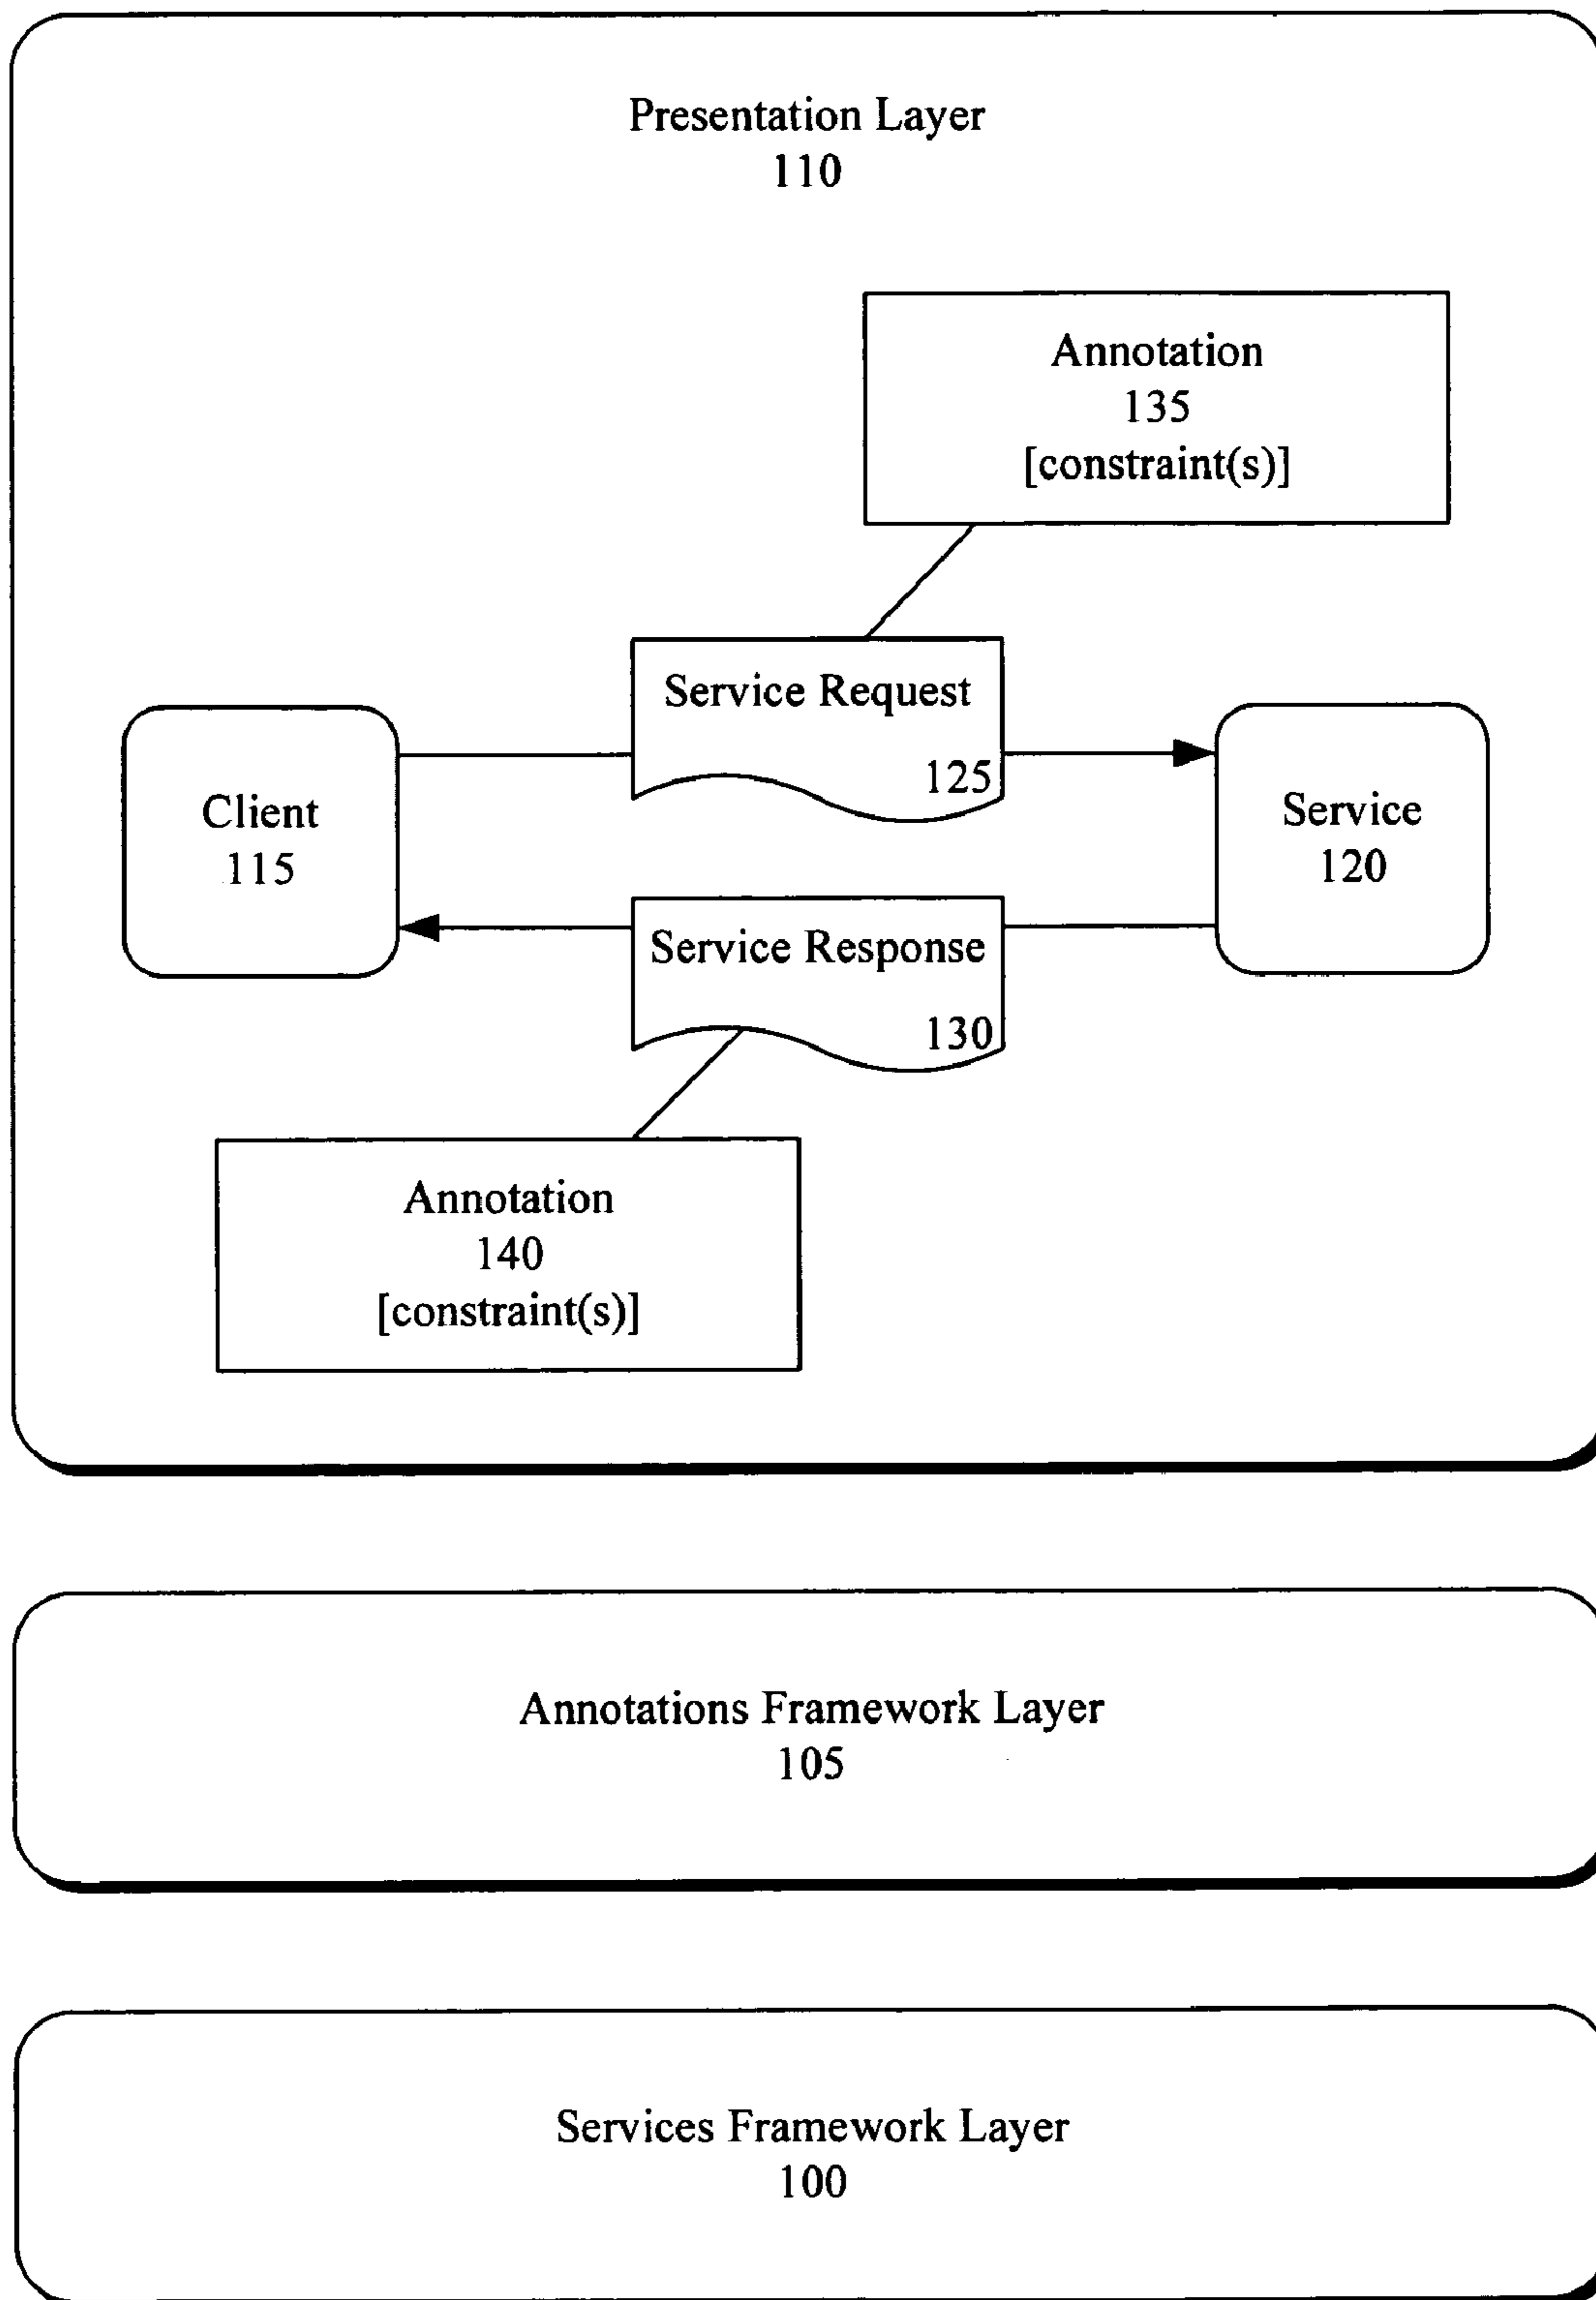 Presentation Layer
110
Annotation
135
[constraint(s)]
Service Request
125
Client
115
Service
120
Service Response
130
Annotation
140
[constraint(s)]
Annotations Framework Layer
105
Services Framework Layer
100